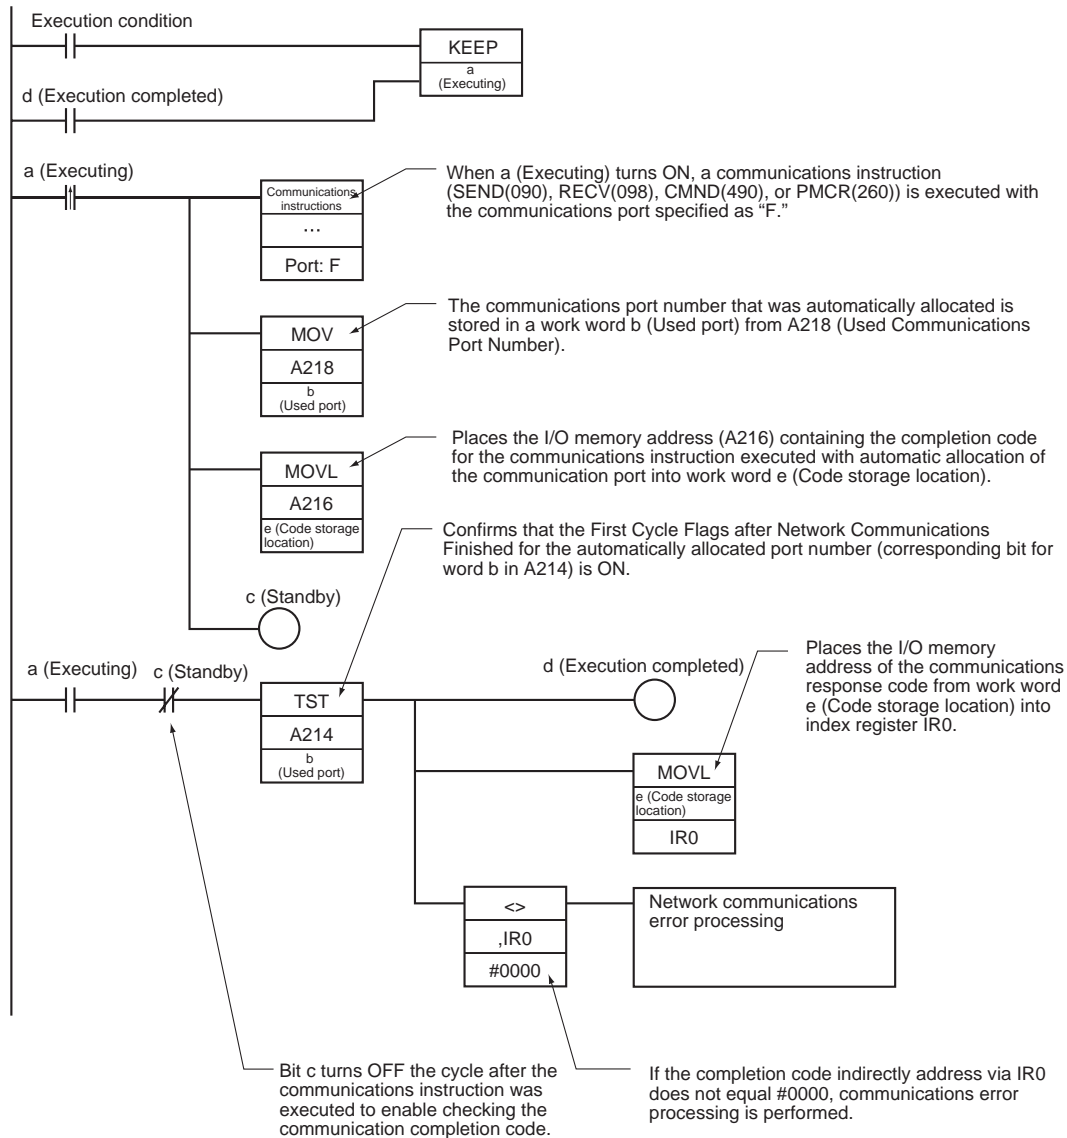 Execution condition
KEEP
a
(Executing)
d (Execution completed)
a (Executing)
Communications
instructions
...
Port: F
When a (Executing) turns ON, a communications instruction
(SEND(090), RECV(098), CMND(490), or PMCR(260)) is executed with
the communications port specified as “F.”
MOV
A218
b
(Used port)
The communications port number that was automatically allocated is
stored in a work word b (Used port) from A218 (Used Communications
Port Number).
MOVL
A216
e (Code storage
location)
Places the I/O memory address (A216) containing the completion code
for the communications instruction executed with automatic allocation of
the communication port into work word e (Code storage location).
Confirms that the First Cycle Flags after Network Communications
Finished for the automatically allocated port number (corresponding bit for
word b in A214) is ON.
c (Standby)
a (Executing)
c (Standby)
TST
A214
b
(Used port)
d (Execution completed)
Places the I/O memory
address of the communications
response code from work word
e (Code storage location) into
index register IR0.
MOVL
e (Code storage
location)
IR0
<>
,IR0
#0000
Network communications
error processing
Bit c turns OFF the cycle after the
communications instruction was
executed to enable checking the
communication completion code.
If the completion code indirectly address via IR0
does not equal #0000, communications error
processing is performed.